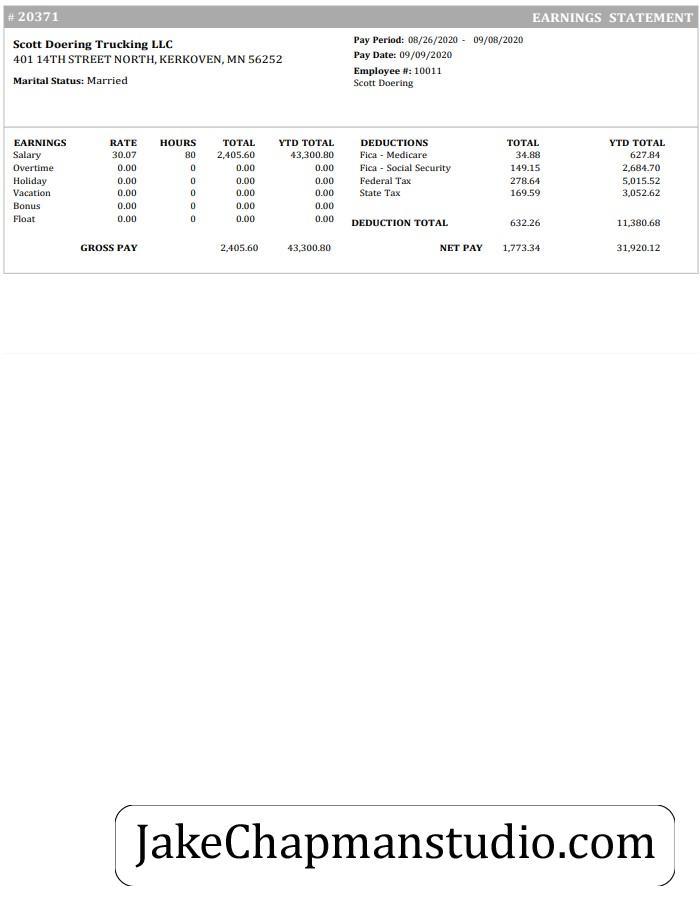 # 20371 EARNINGS STATEMENT
Scott Doering Trucking LLC
401 14TH STREET NORTH, KERKOVEN, MN 56252
Marital Status: Married
Pay Period: 08/26/2020 - 09/08/2020
Pay Date: 09/09/2020
Employee #: 10011
Scott Doering
EARNINGS RATE HOURS TOTAL YTD TOTAL
Salary 30.07 80 2,405.60 43,300.80
Overtime 0.00 0 0.00 0.00
Holiday 0.00 0 0.00 0.00
Vacation 0.00 0 0.00 0.00
Bonus 0.00 0 0.00 0.00
Float 0.00 0 0.00 0.00
GROSS PAY 2,405.60 43,300.80
DEDUCTIONS TOTAL YTD TOTAL
Fica - Medicare 34.88 627.84
Fica - Social Security 149.15 2,684.70
Federal Tax 278.64 5,015.52
State Tax 169.59 3,052.62
DEDUCTION TOTAL 632.26 11,380.68
NET PAY 1,773.34 31,920.12
JakeChapmanstudio.com